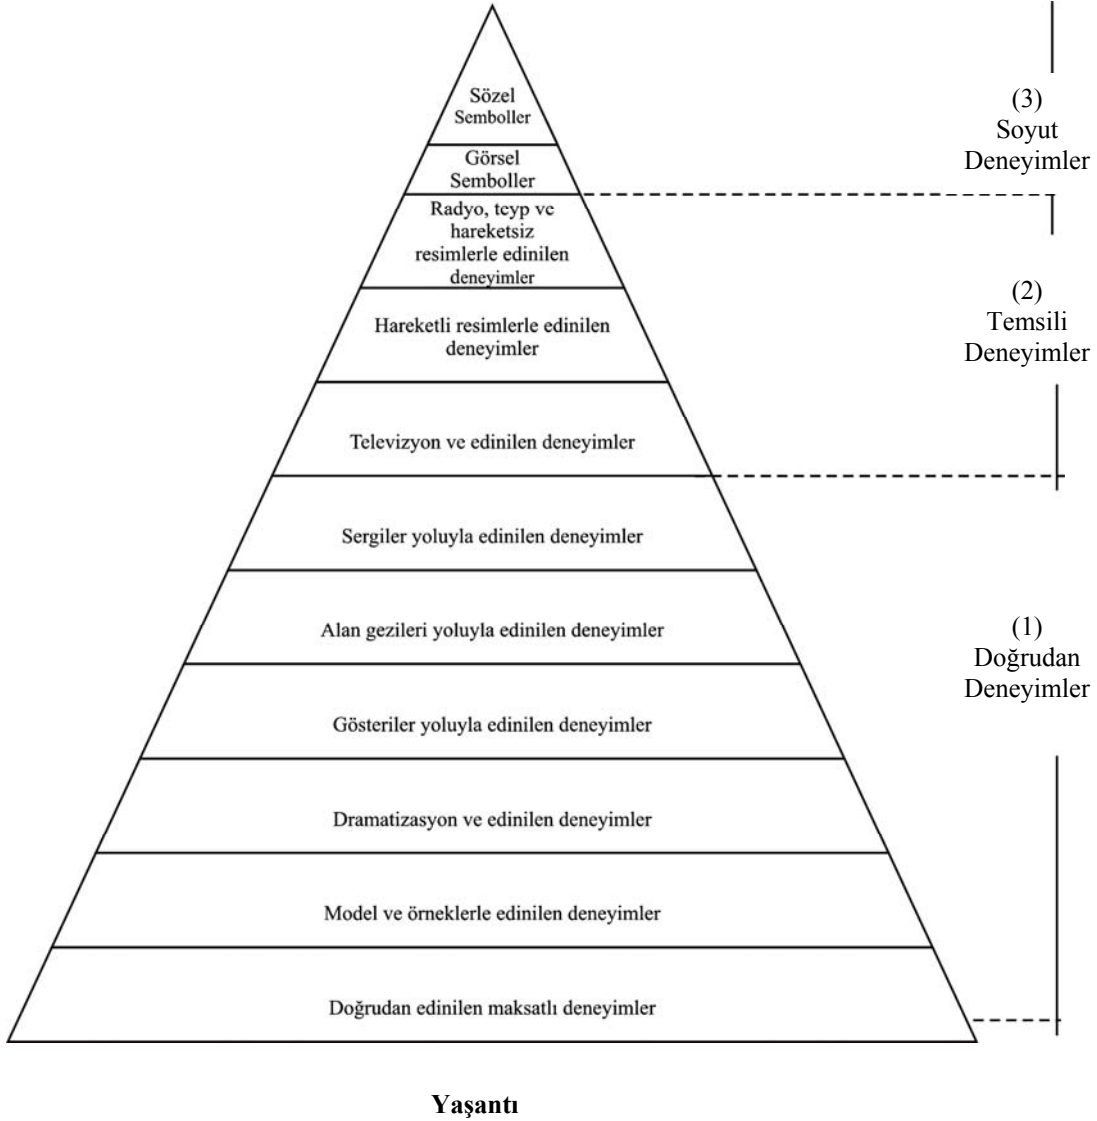 Sözel
Semboller
Görsel
Semboller
Radyo, teyp ve
hareketsiz
resimlerle edinilen
deneyimler
Hareketli resimlerle edinilen
deneyimler
Televizyon ve edinilen deneyimler
Sergiler yoluyla edinilen deneyimler
Alan gezileri yoluyla edinilen deneyimler
Gösteriler yoluyla edinilen deneyimler
Dramatizasyon ve edinilen deneyimler
Model ve örneklerle edinilen deneyimler
Doğrudan edinilen maksatlı deneyimler
(3)
Soyut
Deneyimler
(2)
Temsili
Deneyimler
(1)
Doğrudan
Deneyimler
Yaşantı